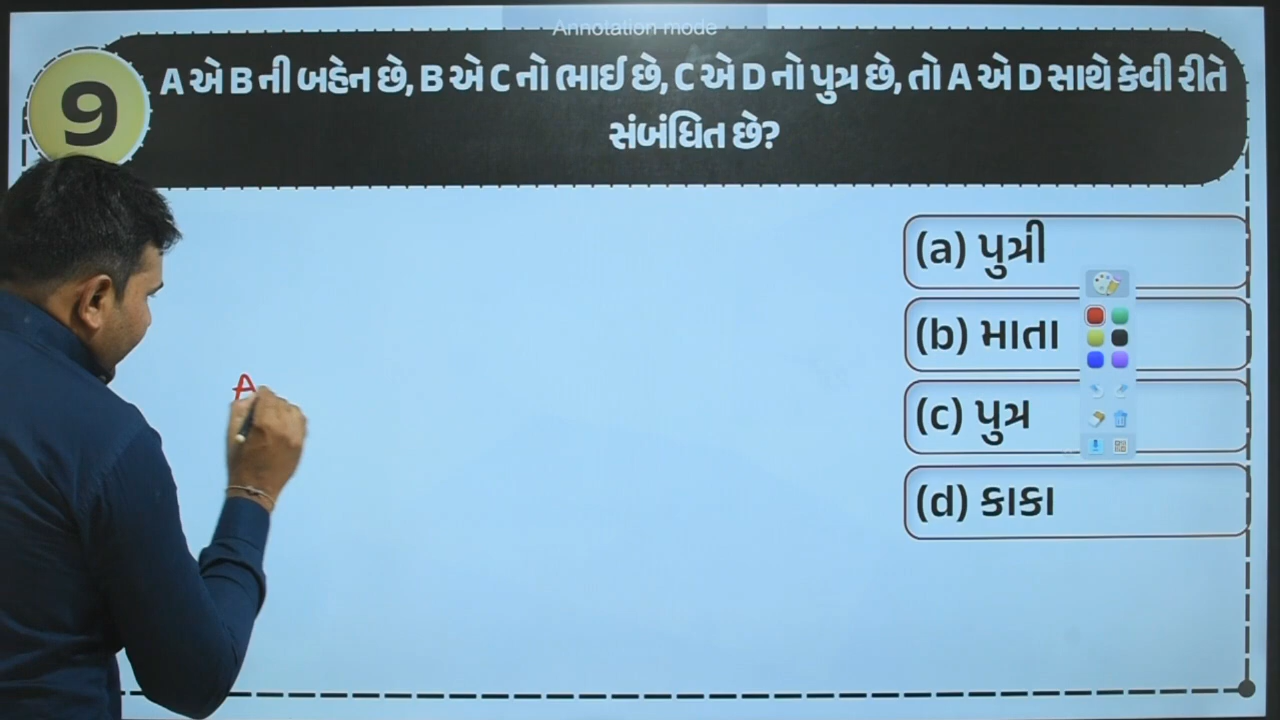 Annotation mode
9
A એ B ની બહેન છે, B એ C નો ભાઈ છે, C એ D નો પુત્ર છે, તો A એ D સાથે કેવી રીતે
સંબંધિત છે?
(a) પુત્રી
(b) માતા
(c) પુત્ર
(d) કાકા
A